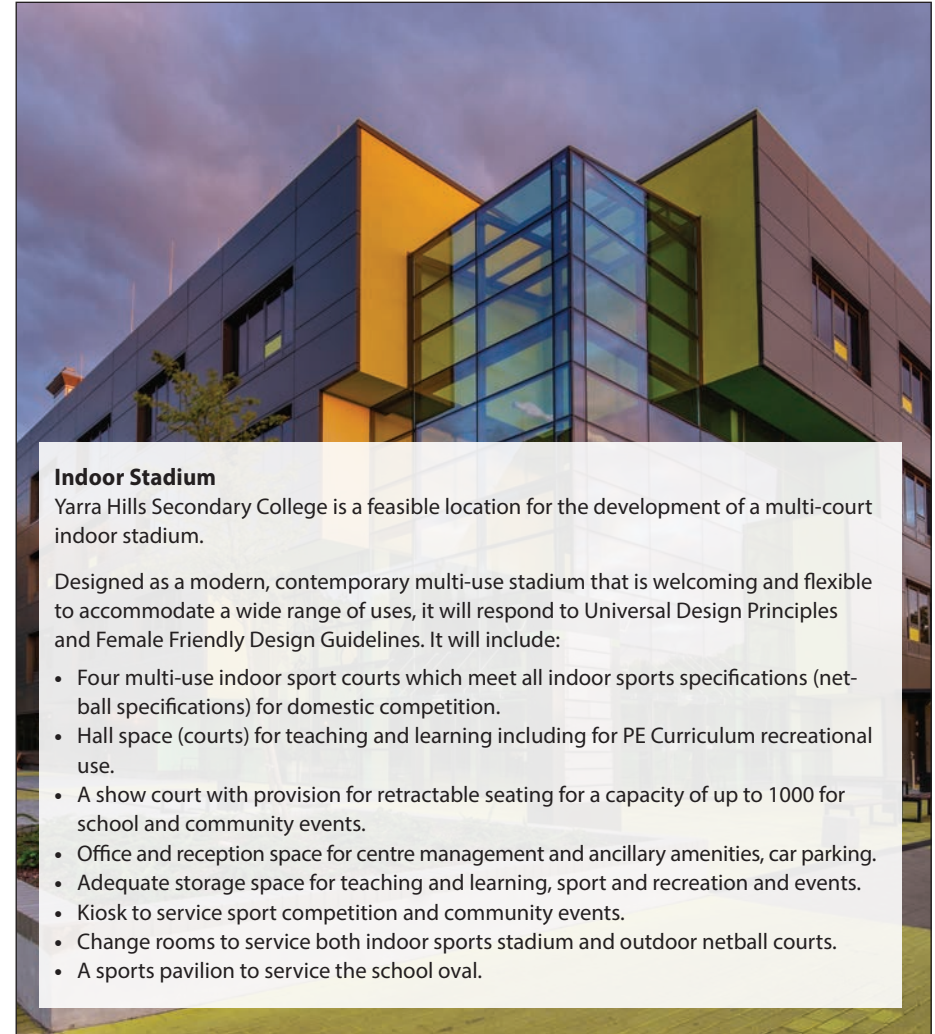 Indoor Stadium
Yarra Hills Secondary College is a feasible location for the development of a multi-court
indoor stadium.
Designed as a modern, contemporary multi-use stadium that is welcoming and flexible
to accommodate a wide range of uses, it will respond to Universal Design Principles
and Female Friendly Design Guidelines. It will include:
• Four multi-use indoor sport courts which meet all indoor sports specifications (net-
ball specifications) for domestic competition.
• Hall space (courts) for teaching and learning including for PE Curriculum recreational
use.
• A show court with provision for retractable seating for a capacity of up to 1000 for
school and community events.
• Office and reception space for centre management and ancillary amenities, car parking.
• Adequate storage space for teaching and learning, sport and recreation and events.
• Kiosk to service sport competition and community events.
• Change rooms to service both indoor sports stadium and outdoor netball courts.
• A sports pavilion to service the school oval.